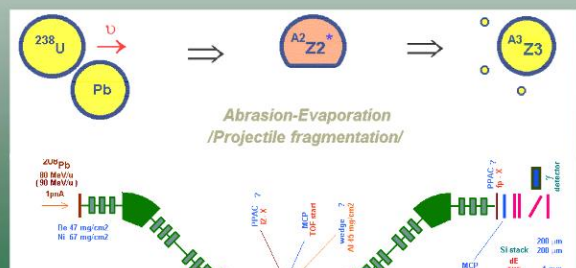 238U
υ
Pb
A2Z2*
A3Z3
Abrasion-Evaporation
/Projectile fragmentation/
208Pb
80 MeV/u
( 90 MeV/u )
1pnA
Be 47 mg/cm2
Ni 67 mg/cm2
PPAC ?
I2 X
MCP
TOF start
wedge ?
Al 45 mg·cm2
PPAC ?
fp - X
γ
detector
MCP
Si stack
dE
200 µm
200 µm